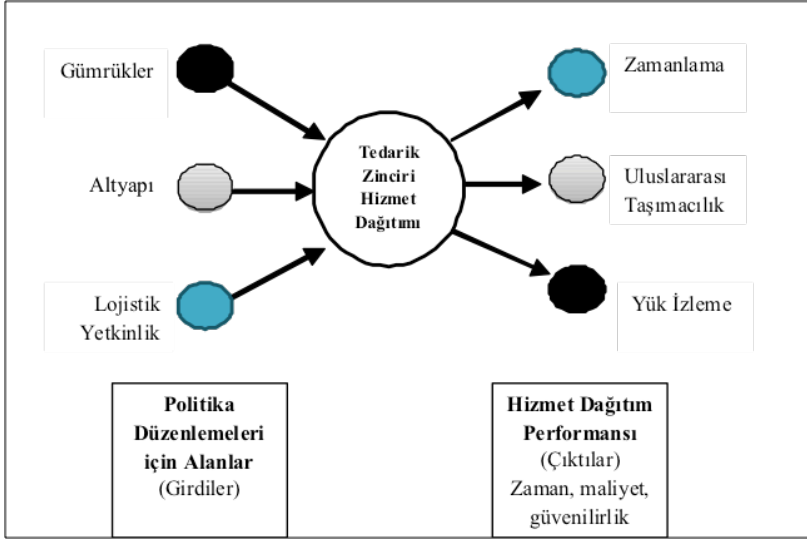 Gümrükler
Altyapı
Lojistik
Yetkinlik
Tedarik
Zinciri
Hizmet
Dağıtımı
Zamanlama
Uluslararası
Taşımacılık
Yük İzleme
Politika
Düzenlemeleri
için Alanlar
(Girdiler)
Hizmet Dağıtım
Performansı
(Çıktılar)
Zaman, maliyet,
güvenilirlik